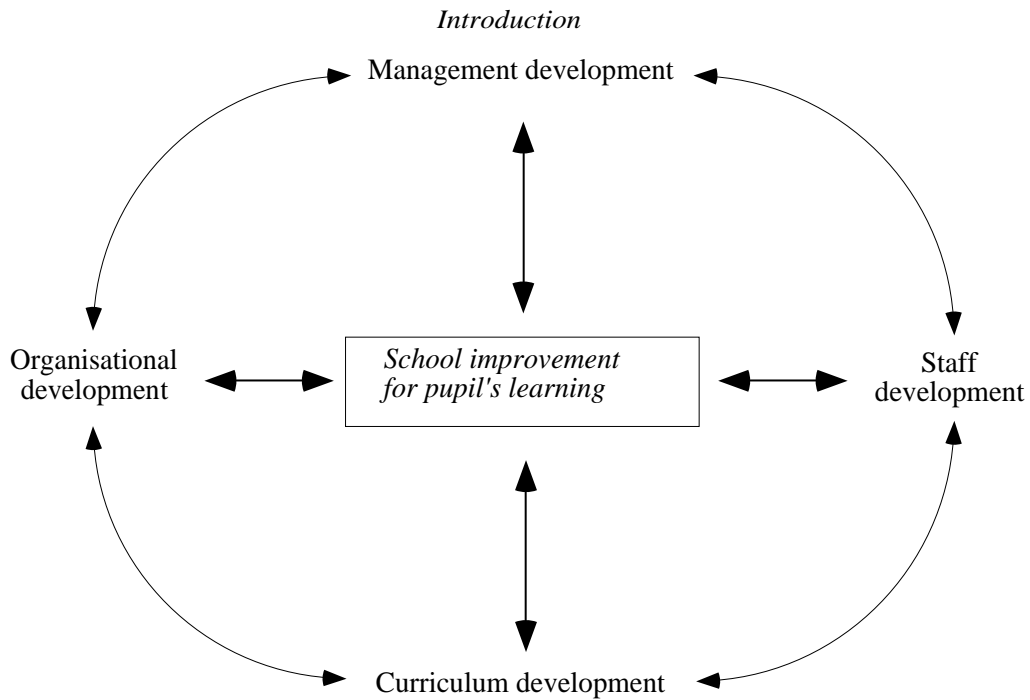 Introduction
Management development
Organisational
development
School improvement
for pupil's learning
Staff
development
Curriculum development